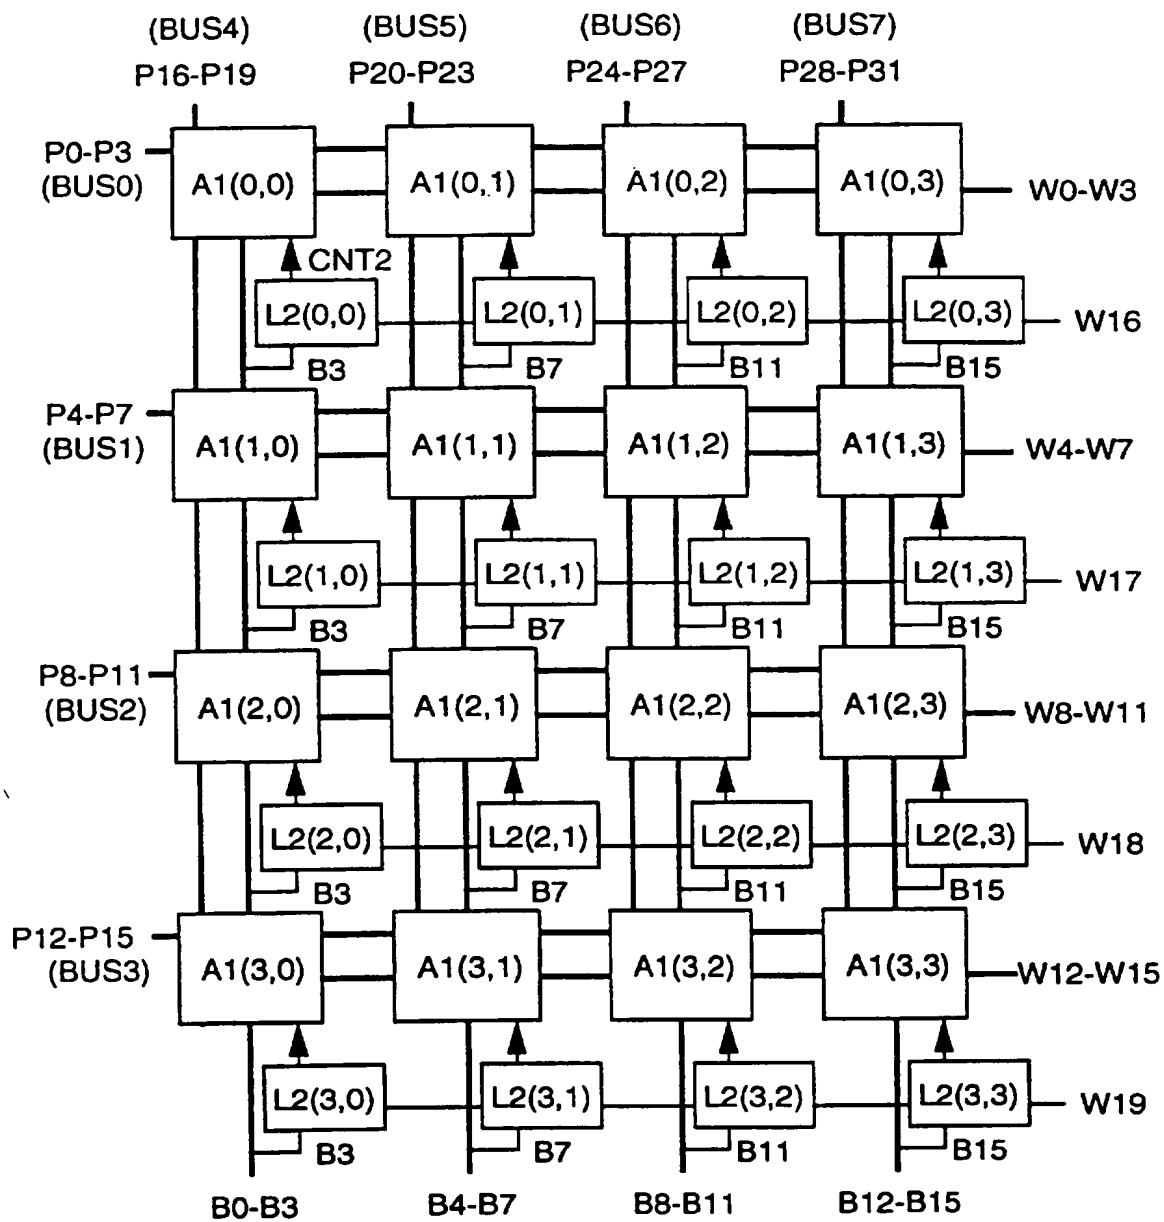 (BUS4) (BUS5) (BUS6) (BUS7)
P16-P19 P20-P23 P24-P27 P28-P31
P0-P3
(BUS0)
A1(0,0) A1(0,1) A1(0,2) A1(0,3) W0-W3
CNT2
L2(0,0) L2(0,1) L2(0,2) L2(0,3) W16
B3 B7 B11 B15
P4-P7
(BUS1)
A1(1,0) A1(1,1) A1(1,2) A1(1,3) W4-W7
L2(1,0) L2(1,1) L2(1,2) L2(1,3) W17
B3 B7 B11 B15
P8-P11
(BUS2)
A1(2,0) A1(2,1) A1(2,2) A1(2,3) W8-W11
L2(2,0) L2(2,1) L2(2,2) L2(2,3) W18
B3 B7 B11 B15
P12-P15
(BUS3)
A1(3,0) A1(3,1) A1(3,2) A1(3,3) W12-W15
L2(3,0) L2(3,1) L2(3,2) L2(3,3) W19
B3 B7 B11 B15
B0-B3 B4-B7 B8-B11 B12-B15